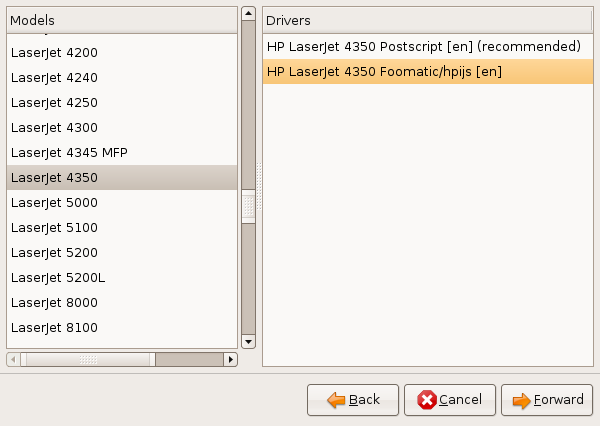 Models
LaserJet 4200
LaserJet 4240
LaserJet 4250
LaserJet 4300
LaserJet 4345 MFP
LaserJet 4350
LaserJet 5000
LaserJet 5100
LaserJet 5200
LaserJet 5200L
LaserJet 8000
LaserJet 8100
Drivers
HP LaserJet 4350 Postscript [en] (recommended)
HP LaserJet 4350 Foomatic/hpijs [en]
Back
Cancel
Forward